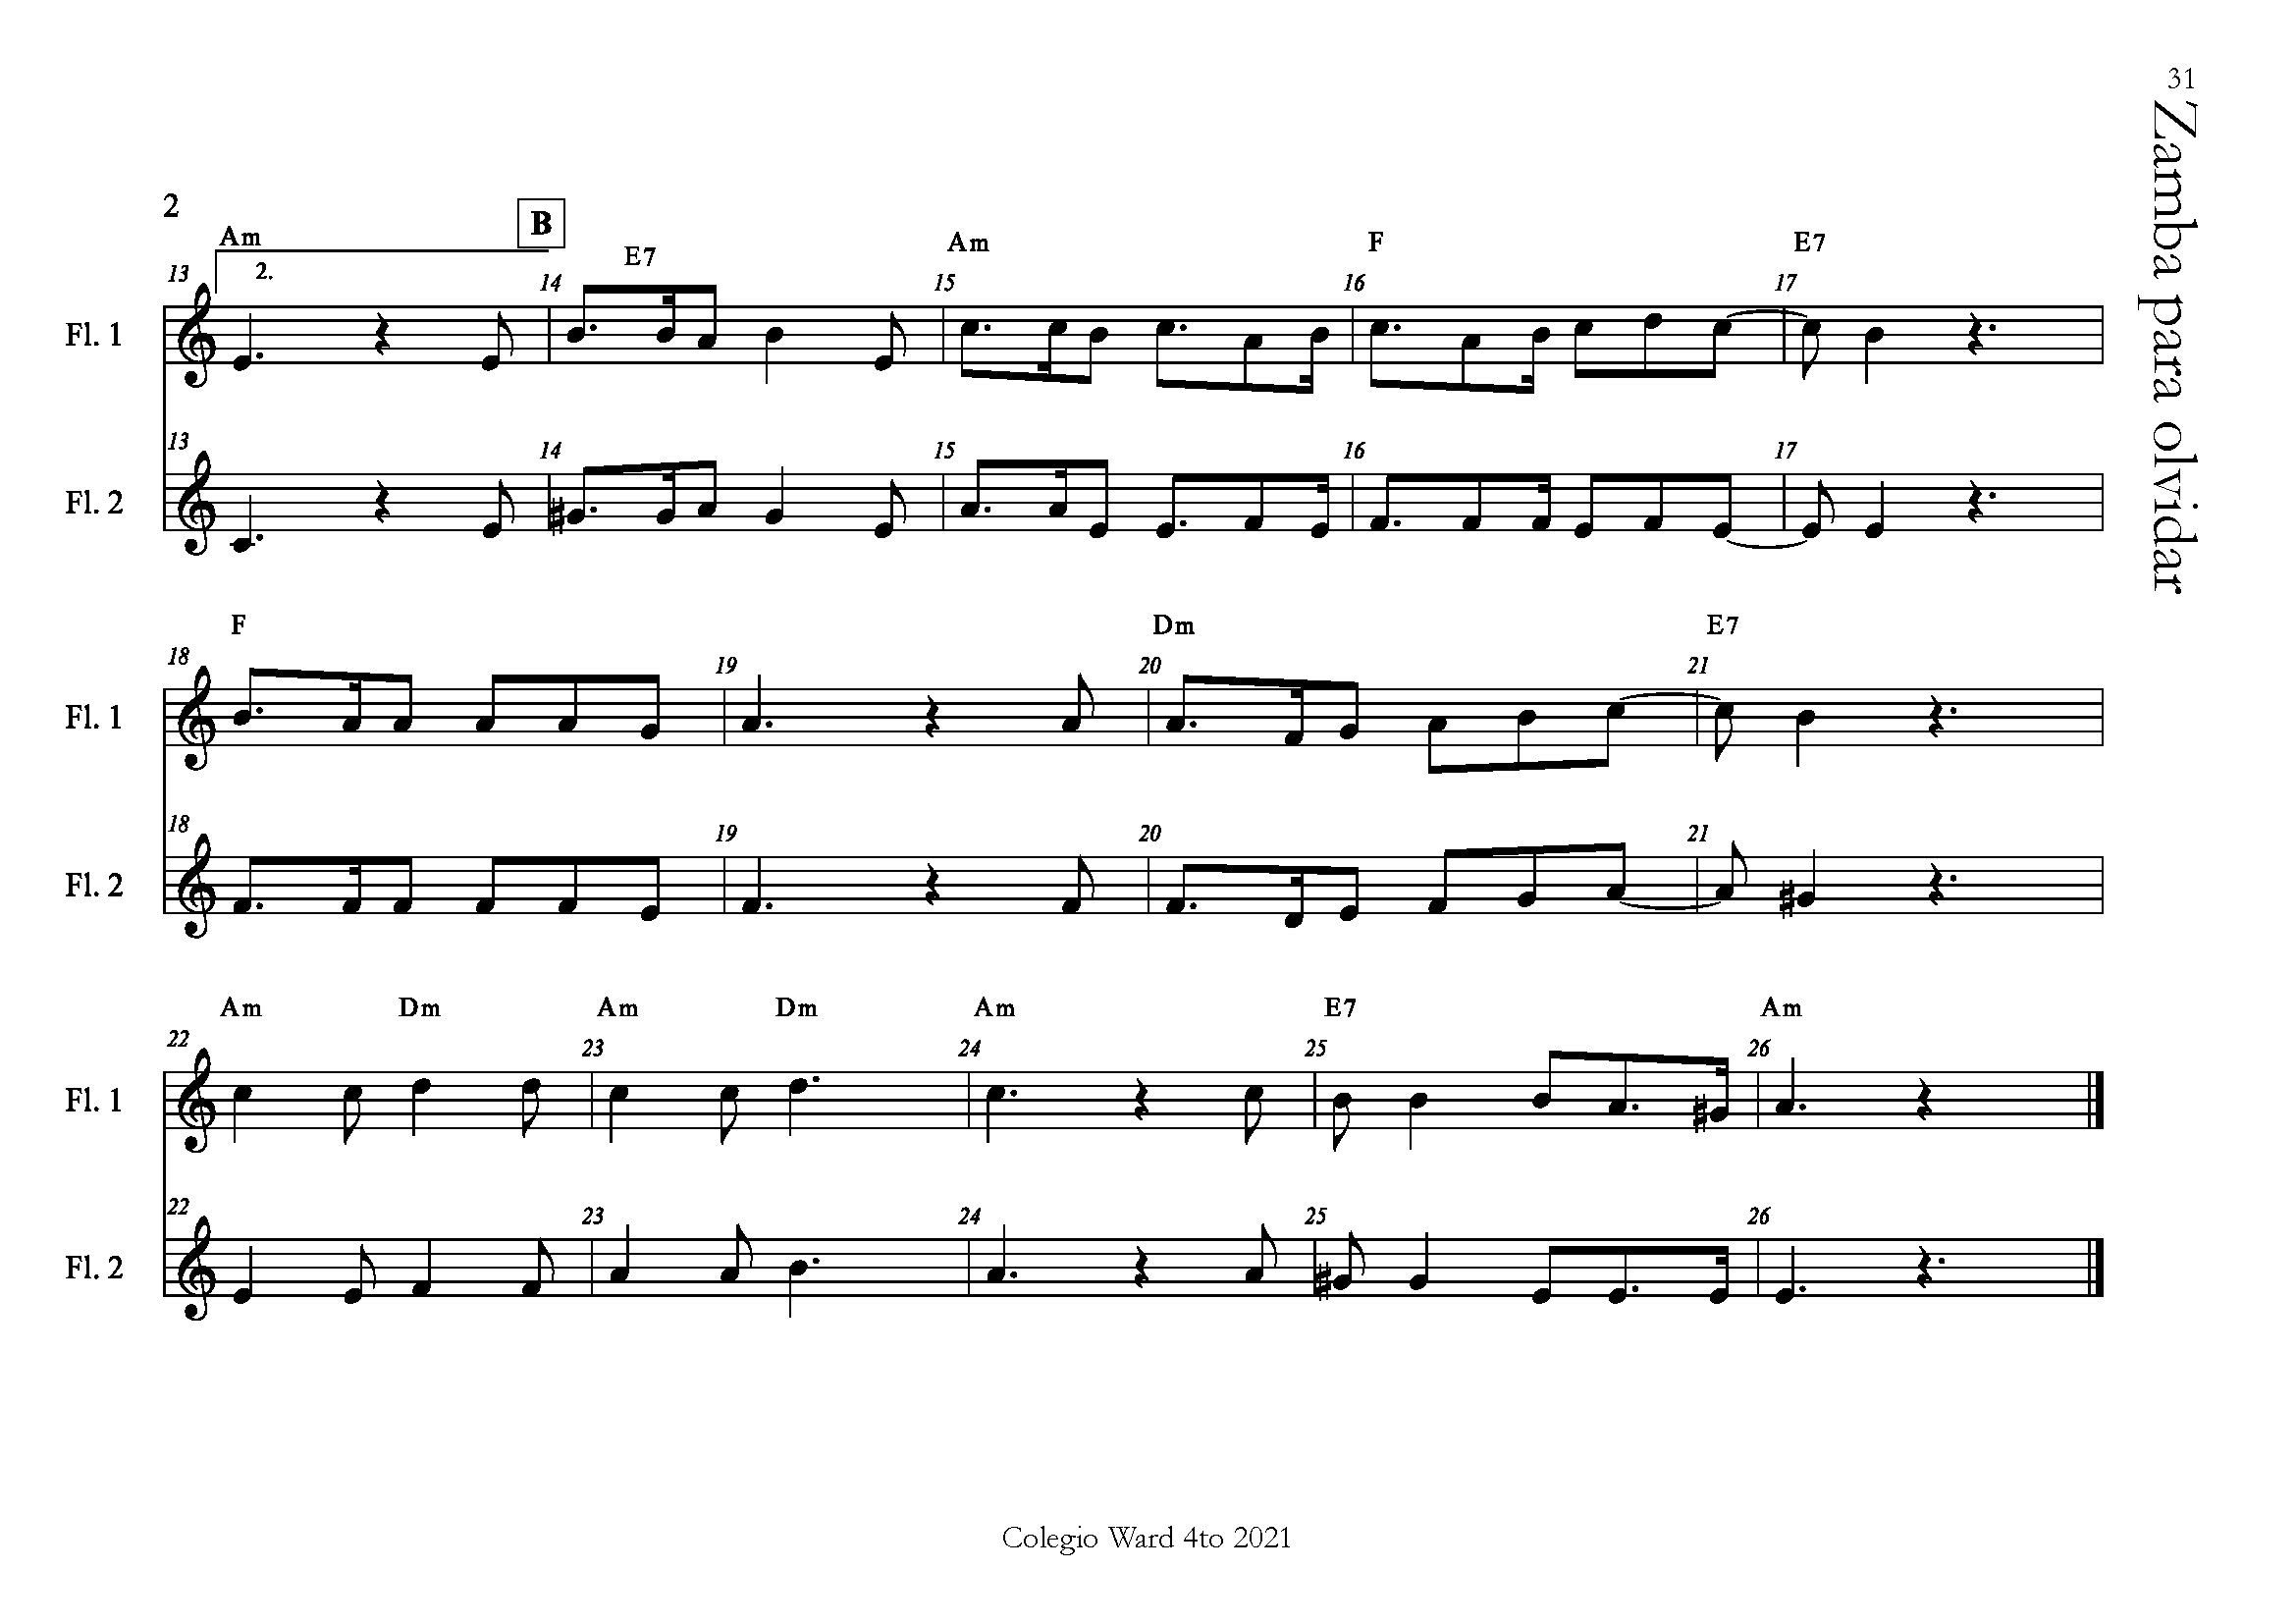 31
Zamba para olvidar
2
Am B E7 Am F E7
13 2. 14 15 16 17
Fl. 1
13 14 15 16 17
Fl. 2
F Dm E7
18 19 20 21
Fl. 1
18 19 20 21
Fl. 2
Am Dm Am Dm Am E7 Am
22 23 24 25 26
Fl. 1
22 23 24 25 26
Fl. 2
Colegio Ward 4to 2021